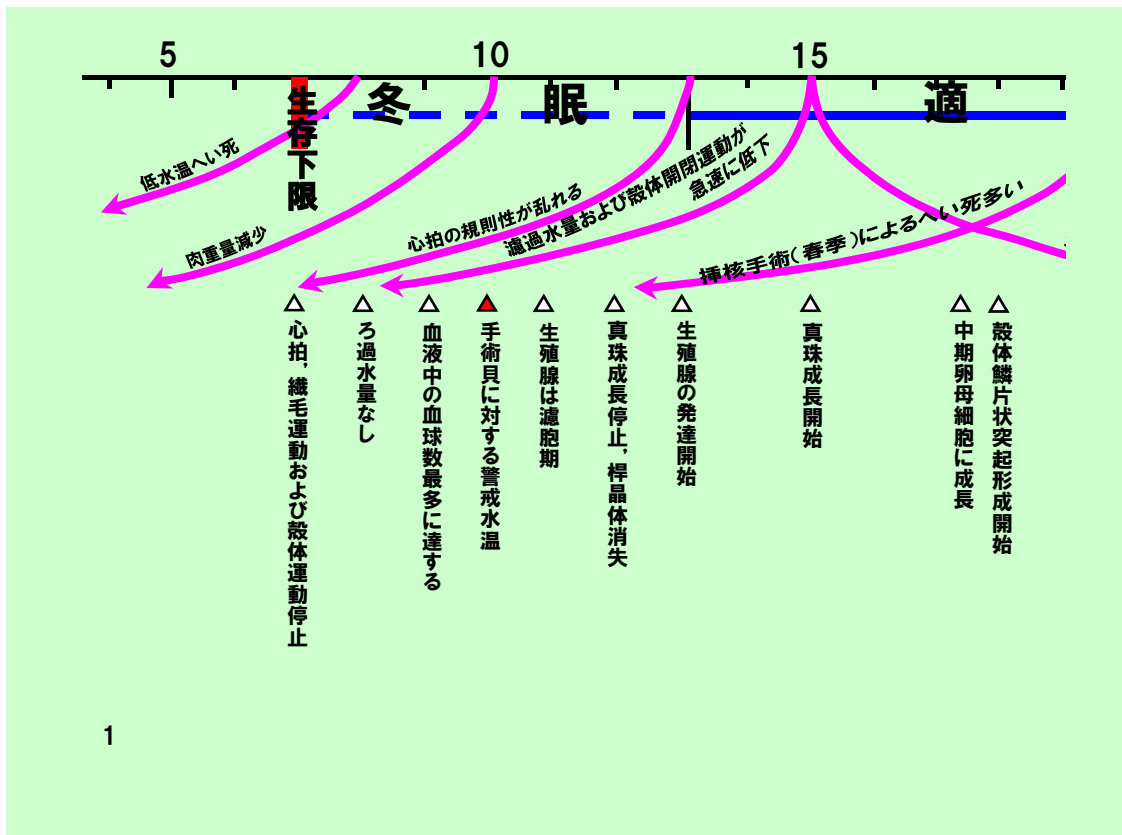 5
10
15
生存下限
冬 眠
適
低水温へい死
肉重量減少
心拍の規則性が乱れる
濾過水量および殻体開閉運動が
急速に低下
挿核手術(春季)によるへい死多い
心拍,繊毛運動および殻体運動停止
ろ過水量なし
血液中の血球数最多に達する
手術貝に対する警戒水温
生殖腺は濾胞期
真珠成長停止,桿晶体消失
生殖腺の発達開始
真珠成長開始
中期卵母細胞に成長
殻体鱗片状突起形成開始
1